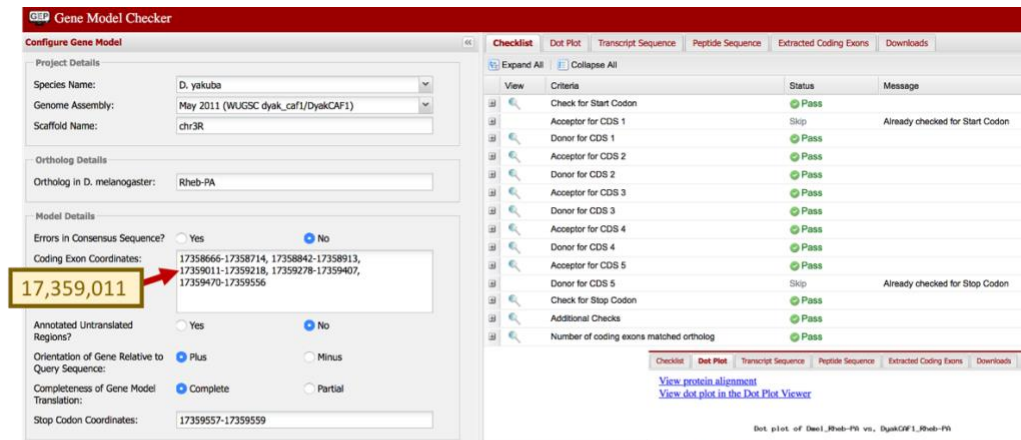 GEP Gene Model Checker
Configure Gene Model
Project Details
Species Name: D. yakuba
Genome Assembly: May 2011 (WUGSC dyak_caf1/DyakCAF1)
Scaffold Name: chr3R
Ortholog Details
Ortholog in D. melanogaster: Rheb-PA
Model Details
Errors in Consensus Sequence? Yes No
Coding Exon Coordinates: 17358666-17358714, 17358842-17358913,
17359011-17359218, 17359278-17359407,
17359470-17359556
17,359,011
Annotated Untranslated Yes No
Regions?
Orientation of Gene Relative to Plus Minus
Query Sequence:
Completeness of Gene Model Complete Partial
Translation:
Stop Codon Coordinates: 17359557-17359559
Checklist Dot Plot Transcript Sequence Peptide Sequence Extracted Coding Exons Downloads
Expand All Collapse All
View Criteria Status Message
Check for Start Codon Pass
Acceptor for CDS 1 Skip Already checked for Start Codon
Donor for CDS 1 Pass
Acceptor for CDS 2 Pass
Donor for CDS 2 Pass
Acceptor for CDS 3 Pass
Donor for CDS 3 Pass
Acceptor for CDS 4 Pass
Donor for CDS 4 Pass
Acceptor for CDS 5 Pass
Donor for CDS 5 Skip Already checked for Stop Codon
Check for Stop Codon Pass
Additional Checks Pass
Number of coding exons matched ortholog Pass
Checklist Dot Plot Transcript Sequence Peptide Sequence Extracted Coding Exons Downloads
View protein alignment
View dot plot in the Dot Plot Viewer
Dot plot of Dmel_Rheb-PA vs. DyakCAF1_Rheb-PA